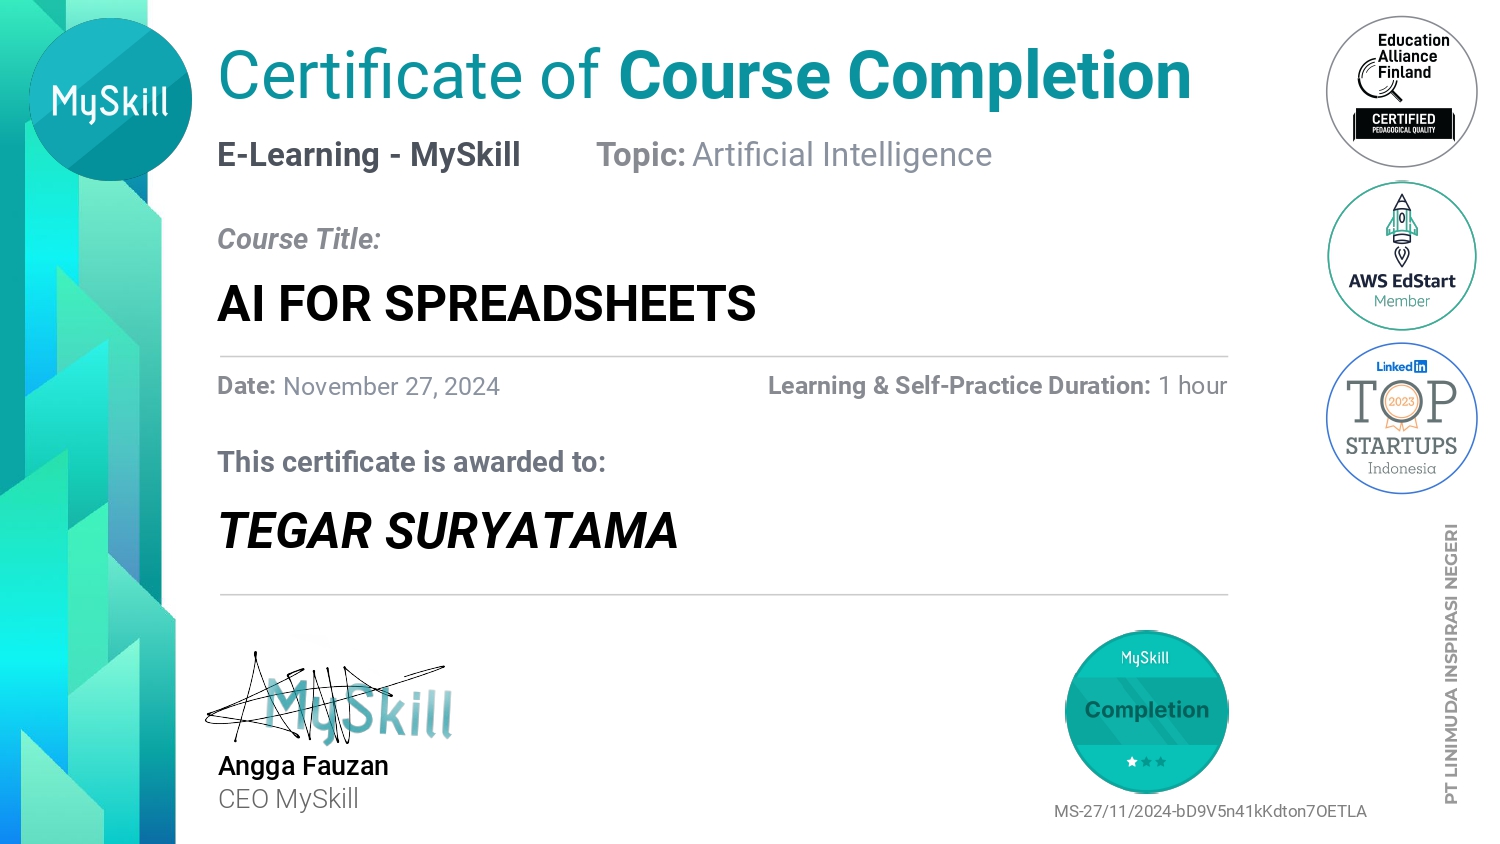 MySkill
Certificate of Course Completion
E-Learning - MySkill
Topic: Artificial Intelligence
Course Title:
AI FOR SPREADSHEETS
Date: November 27, 2024
Learning & Self-Practice Duration: 1 hour
This certificate is awarded to:
TEGAR SURYATAMA
MySkill
Angga Fauzan
CEO MySkill
MySkill
Completion
MS-27/11/2024-bD9V5n41kKdton7OETLA
Education
Alliance
Finland
CERTIFIED
PEDAGOGICAL QUALITY
AWS EdStart
Member
LinkedIn
TOP
2023
STARTUPS
Indonesia
PT LINIMUDA INSPIRASI NEGERI